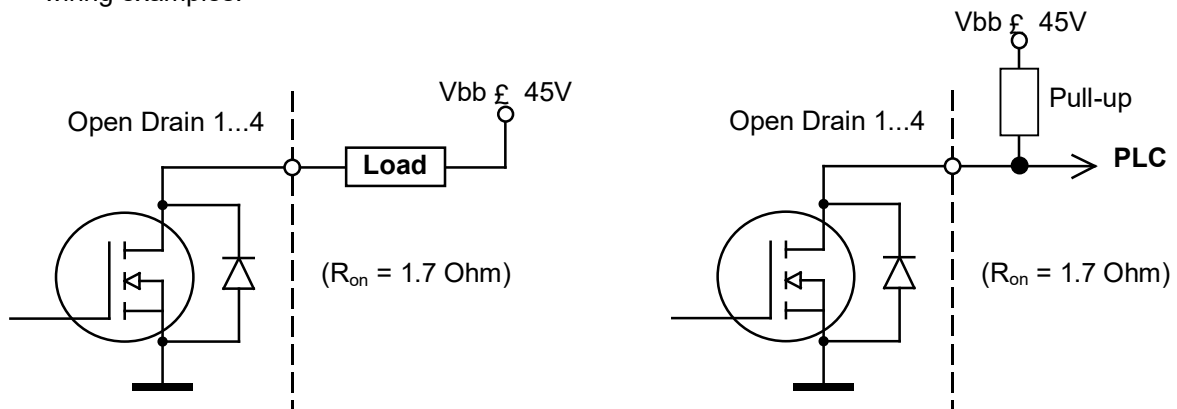 wiring examples:
Vbb £ 45V
Open Drain 1...4
Load
(Ron = 1.7 Ohm)
Vbb £ 45V
Pull-up
Open Drain 1...4
PLC
(Ron = 1.7 Ohm)